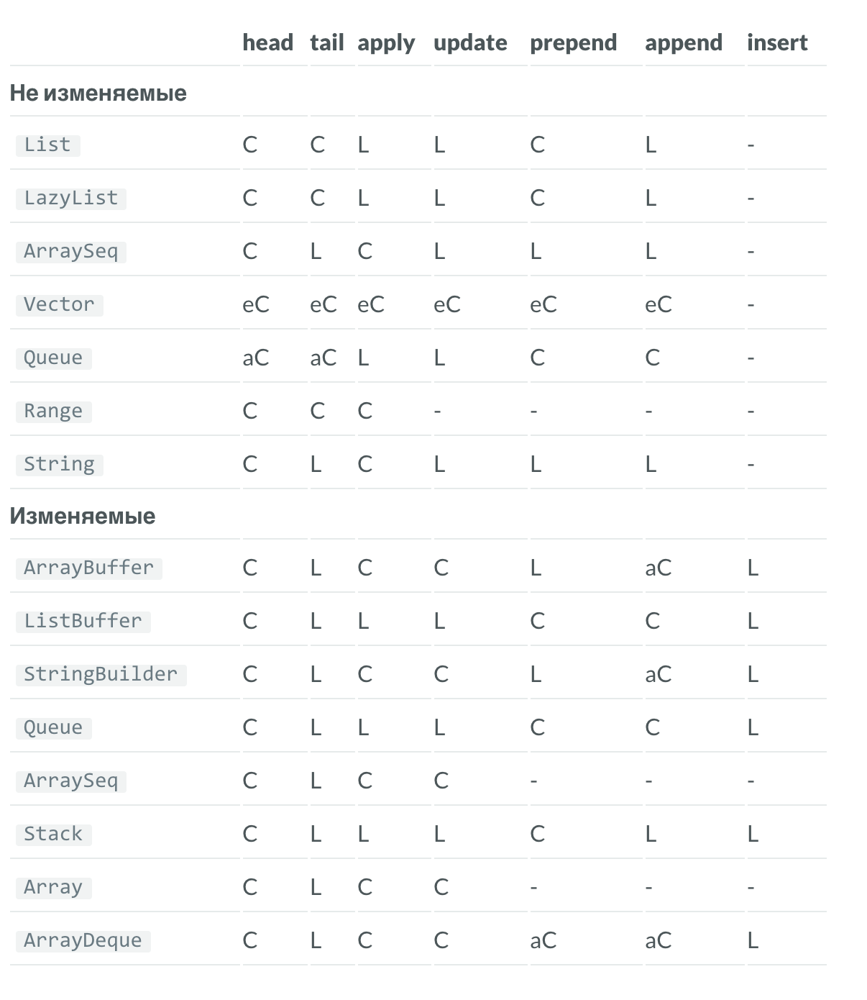 head tail apply update prepend append insert
Не изменяемые
List C C L L C L -
LazyList C C L L C L -
ArraySeq C L C L L L -
Vector eC eC eC eC eC eC -
Queue aC aC L L C C -
Range C C C - - - -
String C L C L L L -
Изменяемые
ArrayBuffer C L C C L aC L
ListBuffer C L L L C C L
StringBuilder C L C C L aC L
Queue C L L L C C L
ArraySeq C L C C - - -
Stack C L L L C L L
Array C L C C - - -
ArrayDeque C L C C aC aC L